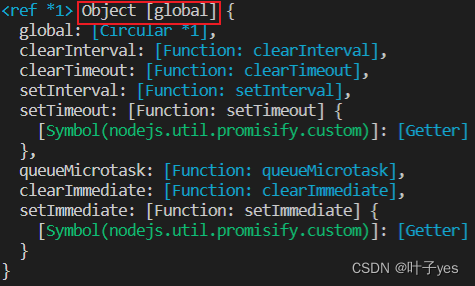 <ref *1> Object [global] {
  global: [Circular *1],
  clearInterval: [Function: clearInterval],
  clearTimeout: [Function: clearTimeout],
  setInterval: [Function: setInterval],
  setTimeout: [Function: setTimeout] {
    [Symbol(nodejs.util.promisify.custom)]: [Getter]
  },
  queueMicrotask: [Function: queueMicrotask],
  clearImmediate: [Function: clearImmediate],
  setImmediate: [Function: setImmediate] {
    [Symbol(nodejs.util.promisify.custom)]: [Getter]
  }
}
CSDN @叶子yes